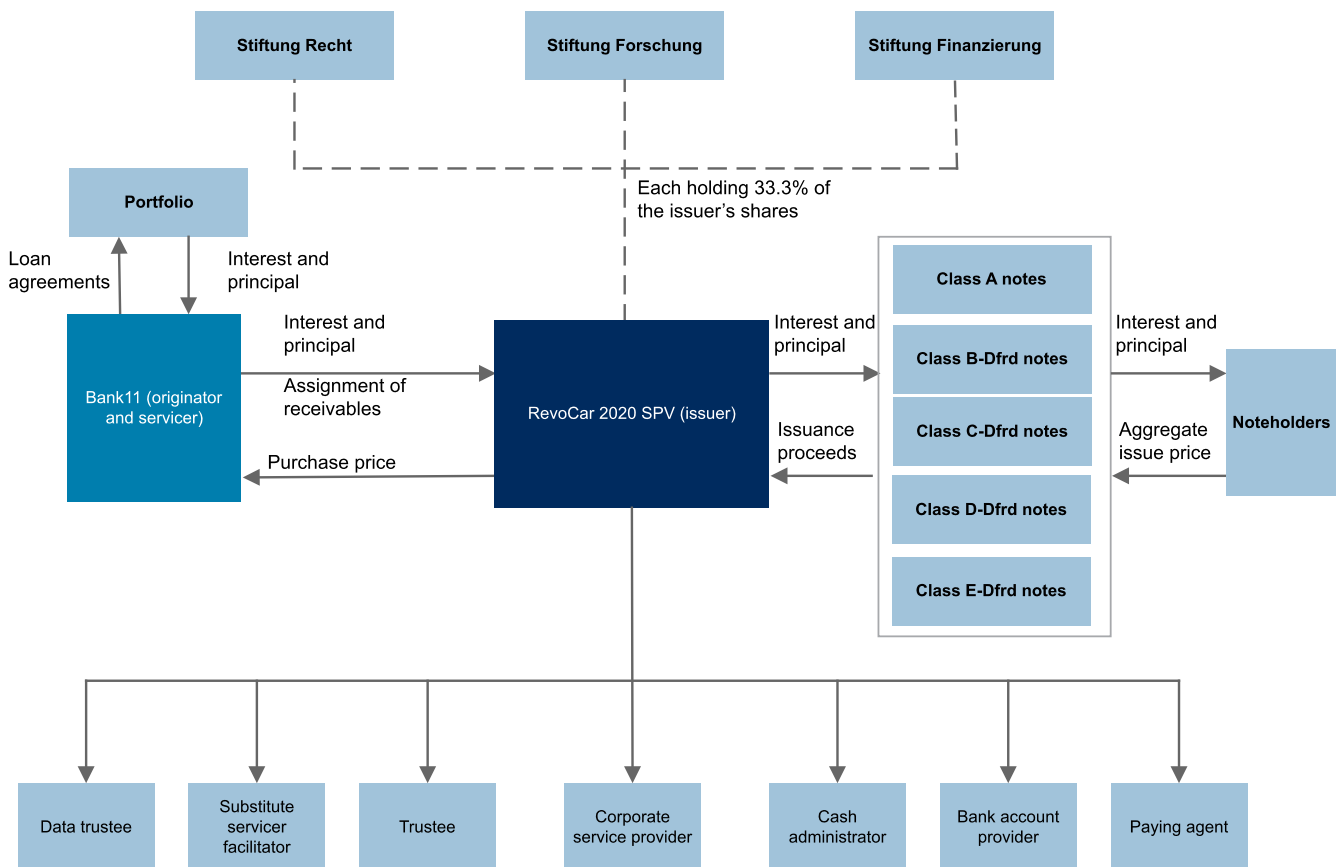 Stiftung Recht
Stiftung Forschung
Stiftung Finanzierung
Each holding 33.3% of
the issuer’s shares
Portfolio
Loan
agreements
Interest and
principal
Bank11 (originator
and servicer)
Interest and
principal
Assignment of
receivables
Purchase price
RevoCar 2020 SPV (issuer)
Interest and
principal
Issuance
proceeds
Class A notes
Class B-Dfrd notes
Class C-Dfrd notes
Class D-Dfrd notes
Class E-Dfrd notes
Interest and
principal
Aggregate
issue price
Noteholders
Data trustee
Substitute
servicer
facilitator
Trustee
Corporate
service provider
Cash
administrator
Bank account
provider
Paying agent